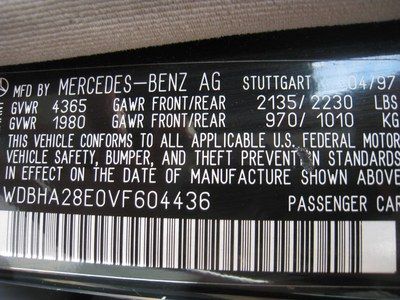 MFD BY MERCEDES-BENZ AG STUTTGART 04/97
GVWR 4365 GAWR FRONT/REAR 2135/2230 LBS
GVWR 1980 GAWR FRONT/REAR 970/1010 KG
THIS VEHICLE CONFORMS TO ALL APPLICABLE U.S. FEDERAL MOTOR
VEHICLE SAFETY, BUMPER, AND THEFT PREVENTION STANDARDS
IN EFFECT ON THE DATE OF MANUFACTURE SHOWN ABOVE.
WDBHA28E0VF604436 PASSENGER CAR